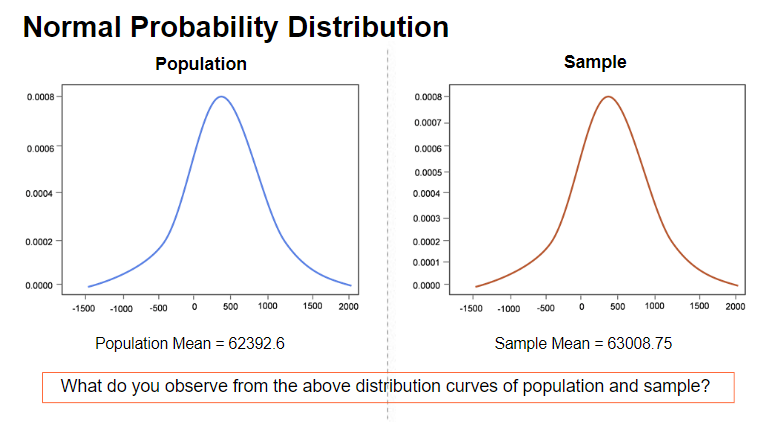 Normal Probability Distribution
Population
0.0008
0.0006
0.0004
0.0002
0.0000
-1500 -1000 -500 0 500 1000 1500 2000
Population Mean = 62392.6
Sample
0.0008
0.0007
0.0006
0.0005
0.0004
0.0003
0.0002
0.0001
0.0000
-1500 -1000 -500 0 500 1000 1500 2000
Sample Mean = 63008.75
What do you observe from the above distribution curves of population and sample?